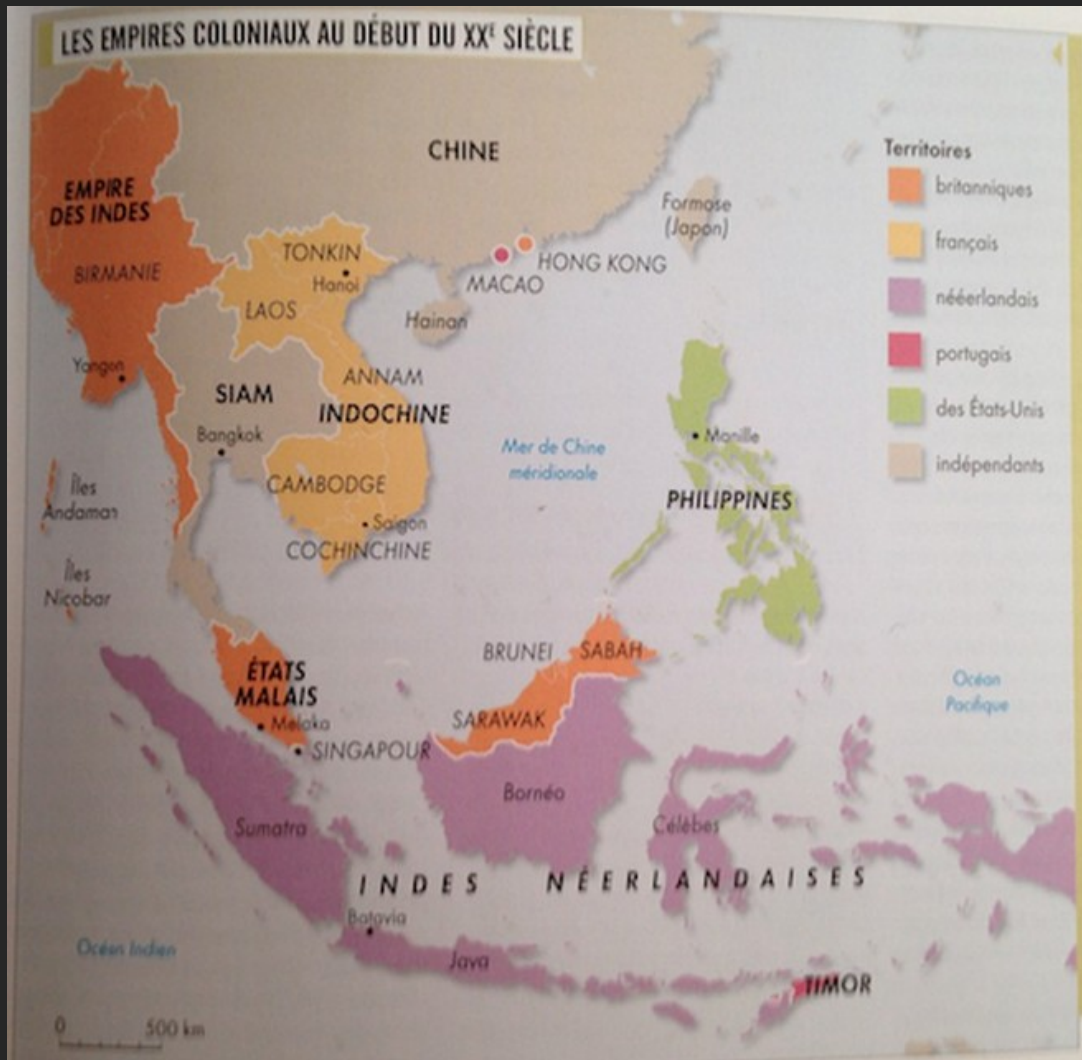 LES EMPIRES COLONIAUX AU DÉBUT DU XXᴱ SIÈCLE
CHINE
Territoires
britanniques
français
nééerlandais
portugais
des États-Unis
indépendants
EMPIRE
DES INDES
BIRMANIE
Formose
(Japon)
TONKIN
Hanoi
HONG KONG
MACAO
LAOS
Hainan
Yangon
SIAM
ANNAM
INDOCHINE
Bangkok
Mer de Chine
méridionale
Manille
PHILIPPINES
Îles
Andaman
CAMBODGE
Saigon
COCHINCHINE
Îles
Nicobar
BRUNEI
SABAH
ÉTATS
MALAIS
Melaka
SARAWAK
SINGAPOUR
Océan
Pacifique
Bornéo
Sumatra
Célèbes
INDES NÉERLANDAISES
Batavia
Océan Indien
Java
TIMOR
0 500 km